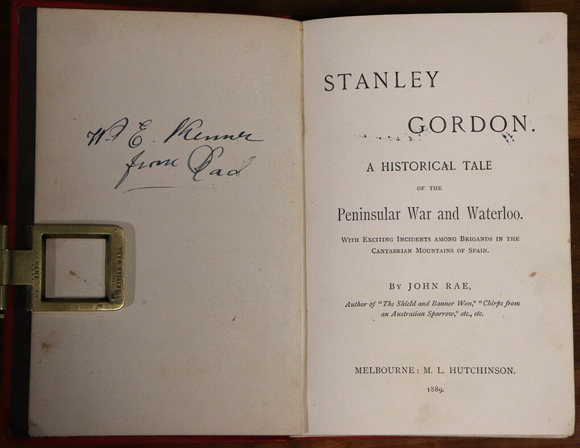 W. E. Kenner
from Dad
STANLEY
GORDON.
A HISTORICAL TALE
OF THE
Peninsular War and Waterloo.
With Exciting Incidents among Brigands in the
Cantabrian Mountains of Spain.
By JOHN RAE,
Author of "The Shield and Banner Won," "Chirps from
an Australian Sparrow," etc., etc.
MELBOURNE: M. L. HUTCHINSON.
1889.